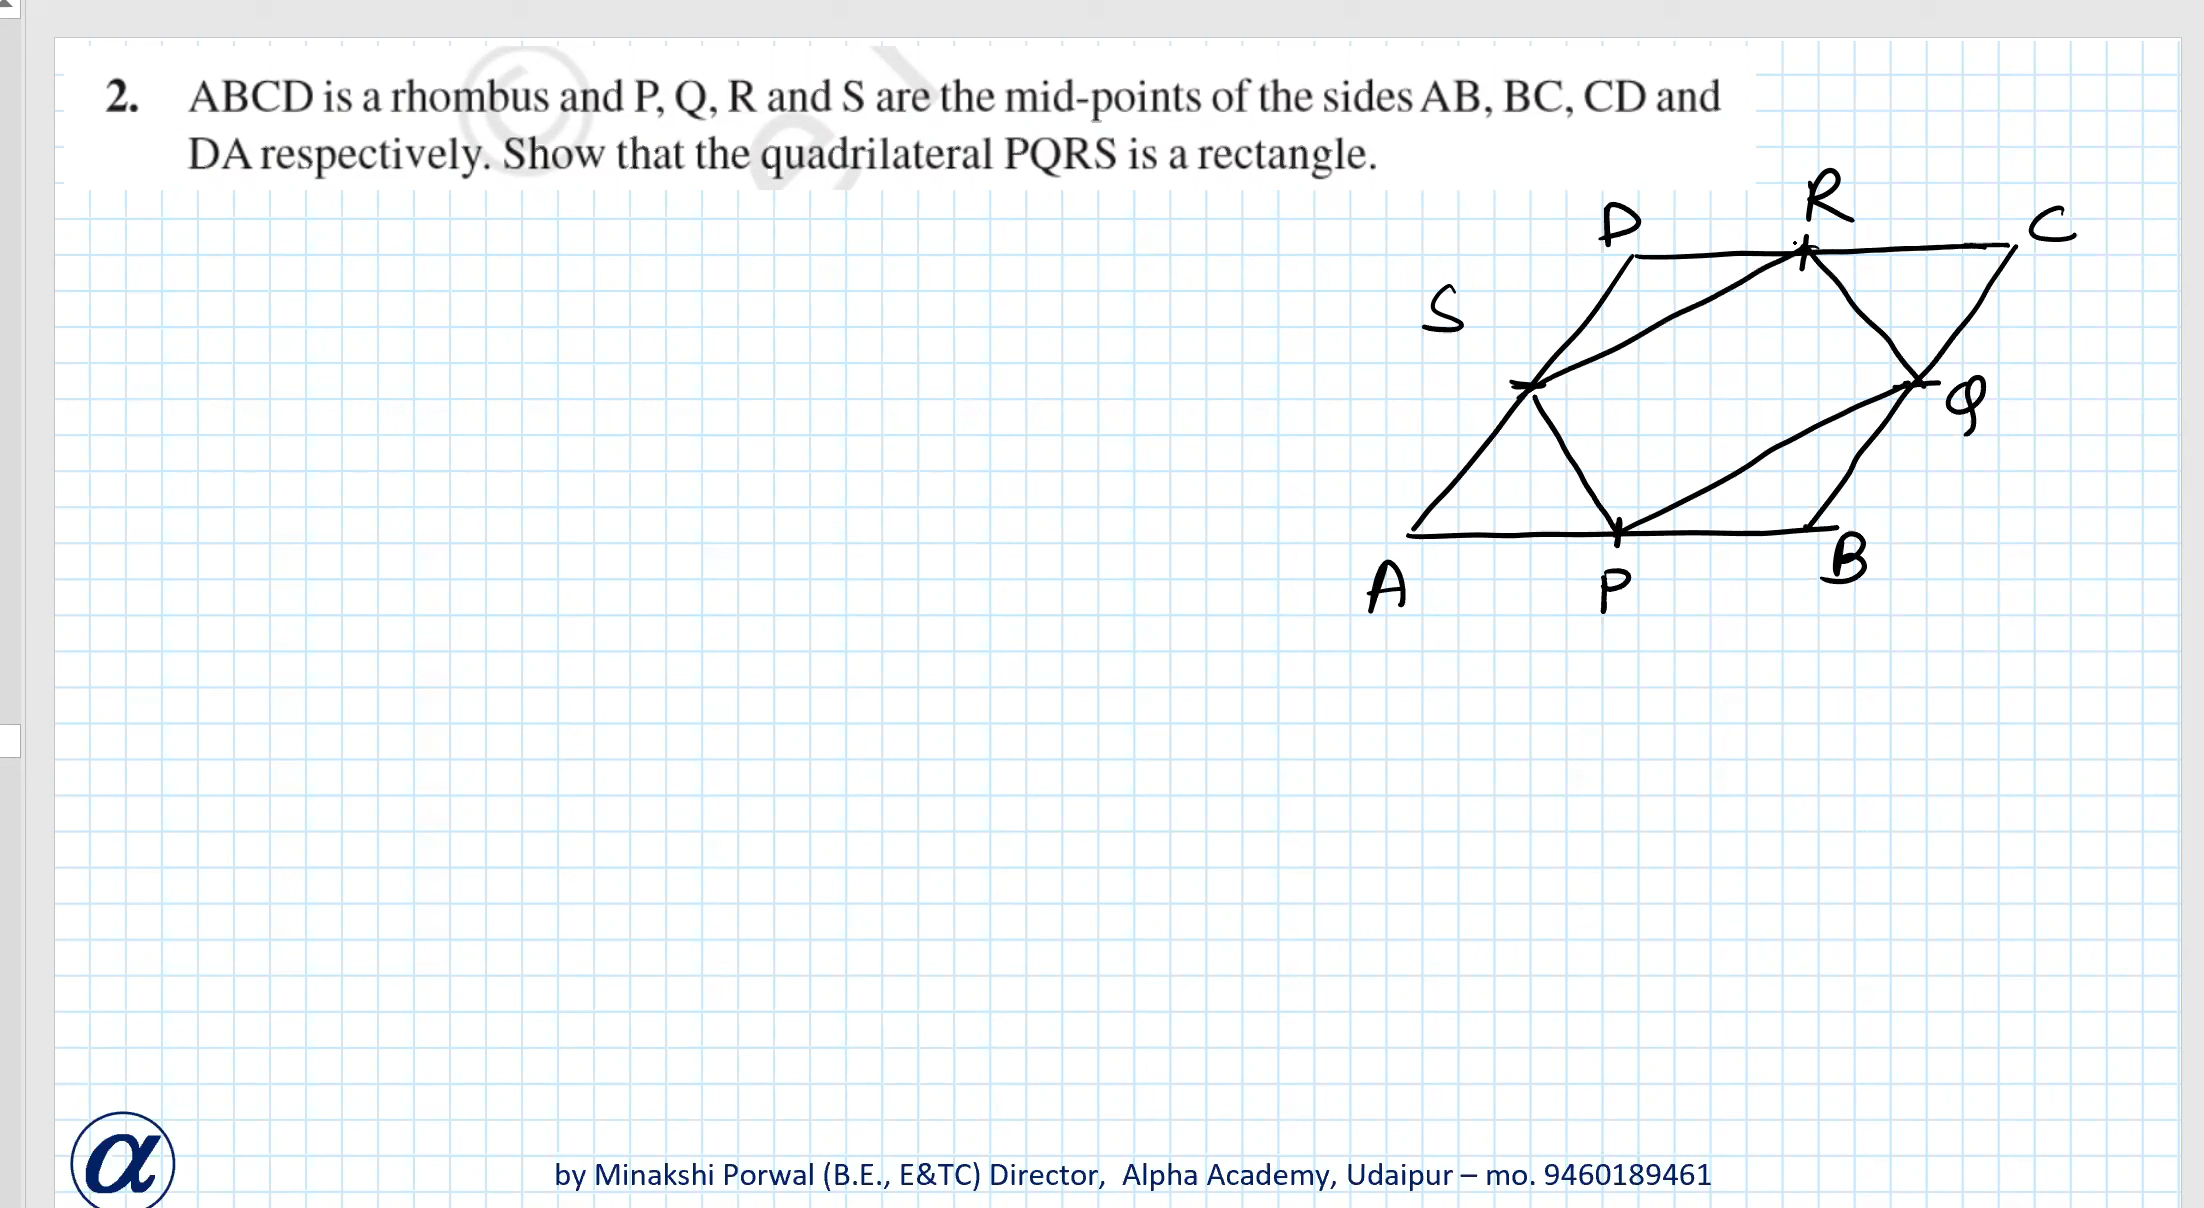 2. ABCD is a rhombus and P, Q, R and S are the mid-points of the sides AB, BC, CD and
DA respectively. Show that the quadrilateral PQRS is a rectangle.
R
D
C
S
Q
A
P
B
α
by Minakshi Porwal (B.E., E&TC) Director, Alpha Academy, Udaipur – mo. 9460189461